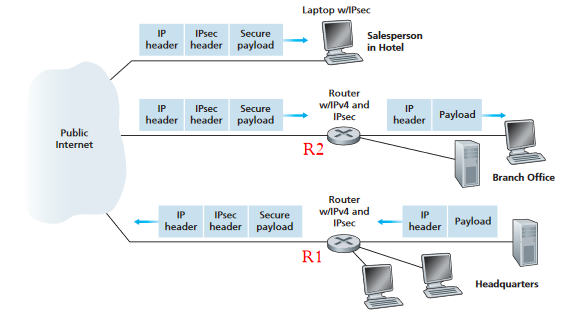 Laptop w/IPsec
IP header
IPsec header
Secure payload
Salesperson
in Hotel
Public
Internet
IP header
IPsec header
Secure payload
Router
w/IPv4 and
IPsec
R2
IP header
Payload
Branch Office
IP header
IPsec header
Secure payload
Router
w/IPv4 and
IPsec
R1
IP header
Payload
Headquarters